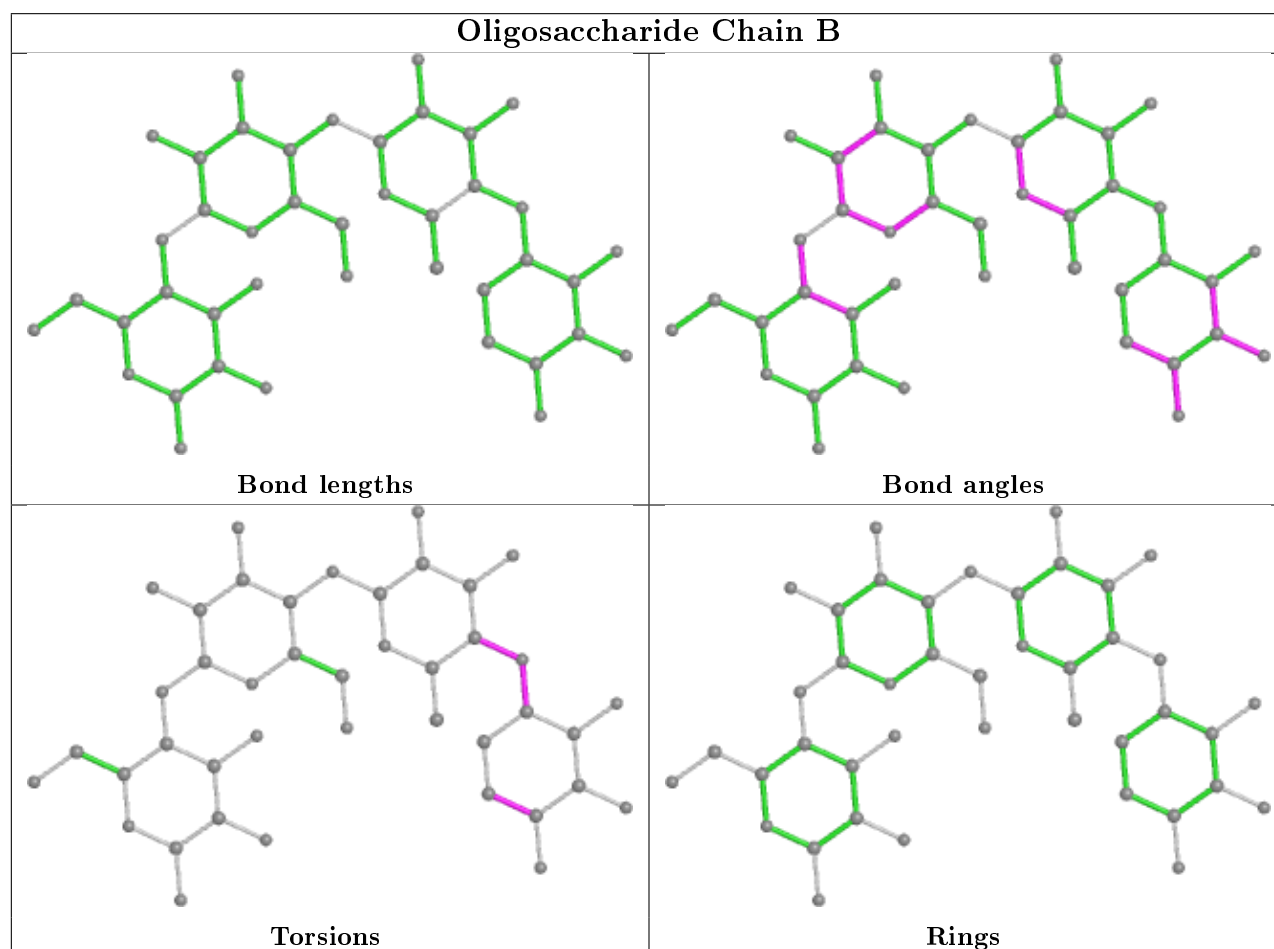 Oligosaccharide Chain B
Bond lengths
Bond angles
Torsions
Rings